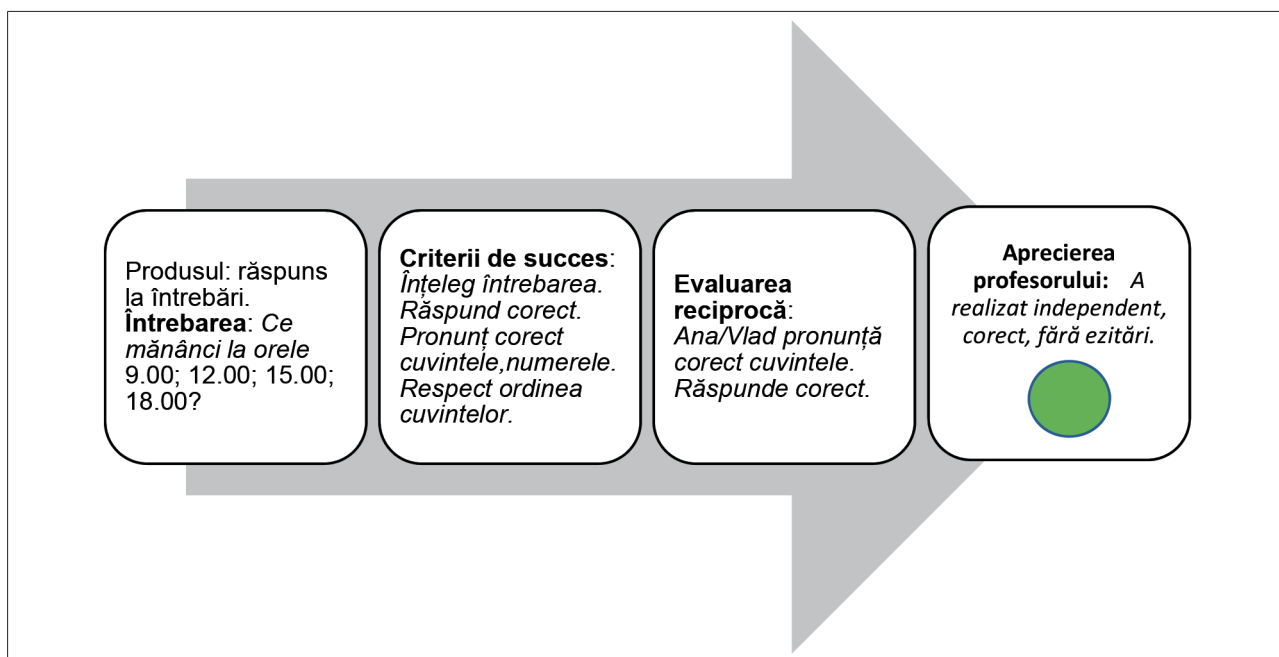 Produsul: răspuns
la întrebări.
Întrebarea: Ce
mănânci la orele
9.00; 12.00; 15.00;
18.00?
Criterii de succes:
Înțeleg întrebarea.
Răspund corect.
Pronunț corect
cuvintele,numerele.
Respect ordinea
cuvintelor.
Evaluarea
reciprocă:
Ana/Vlad pronunță
corect cuvintele.
Răspunde corect.
Aprecierea
profesorului: A
realizat independent,
corect, fără ezitări.